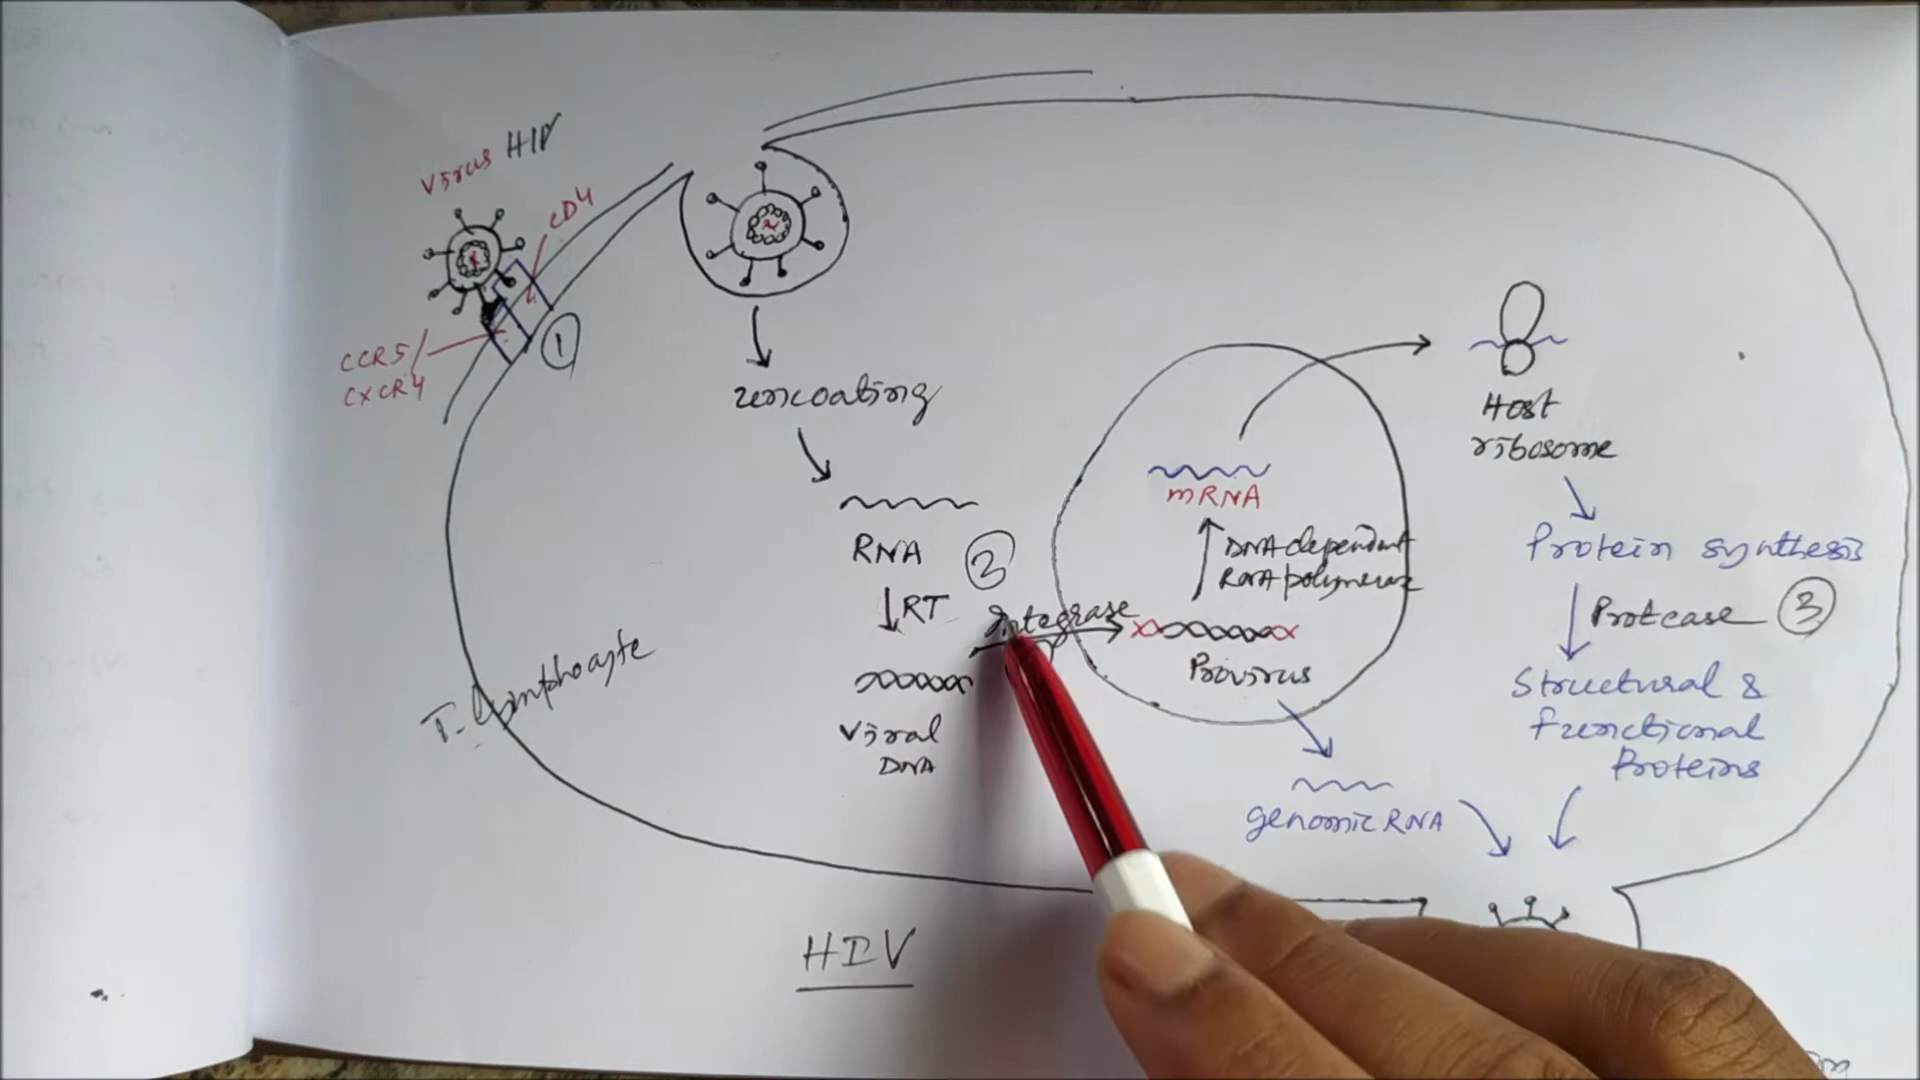 Virus HIV
CD4
CCR5/
CXCR4
1
uncoating
RNA
2
RT
Integrase
Viral
DNA
T-Lymphocyte
mRNA
DNA dependent
RNA polymerase
Provirus
genomic RNA
Host
ribosome
Protein synthesis
Protease 3
Structural &
functional
Proteins
HIV